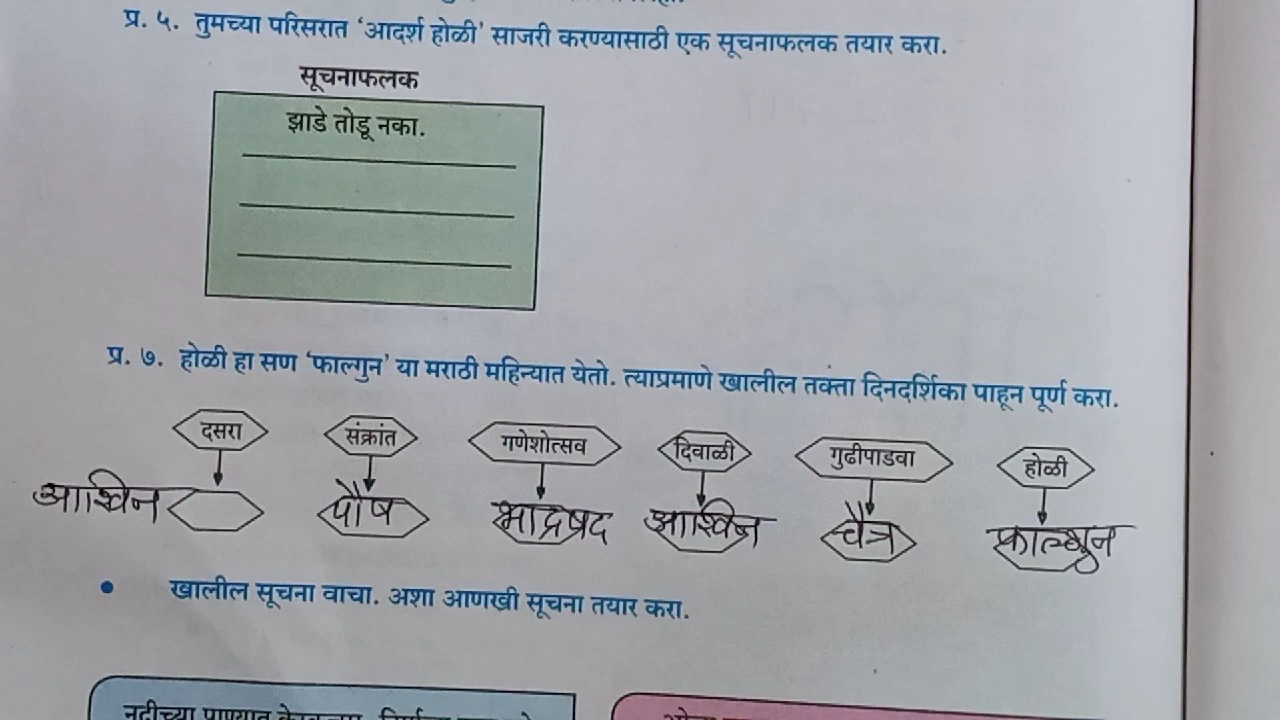 प्र. ५. तुमच्या परिसरात ‘आदर्श होळी’ साजरी करण्यासाठी एक सूचनाफलक तयार करा.
सूचनाफलक
झाडे तोडू नका.
प्र. ७. होळी हा सण ‘फाल्गुन’ या मराठी महिन्यात येतो. त्याप्रमाणे खालील तक्ता दिनदर्शिका पाहून पूर्ण करा.
दसरा संक्रांत गणेशोत्सव दिवाळी गुढीपाडवा होळी
आश्विन पौष भाद्रपद आश्विन चैत्र फाल्गुन
• खालील सूचना वाचा. अशा आणखी सूचना तयार करा.
नदीच्या पाण्यात